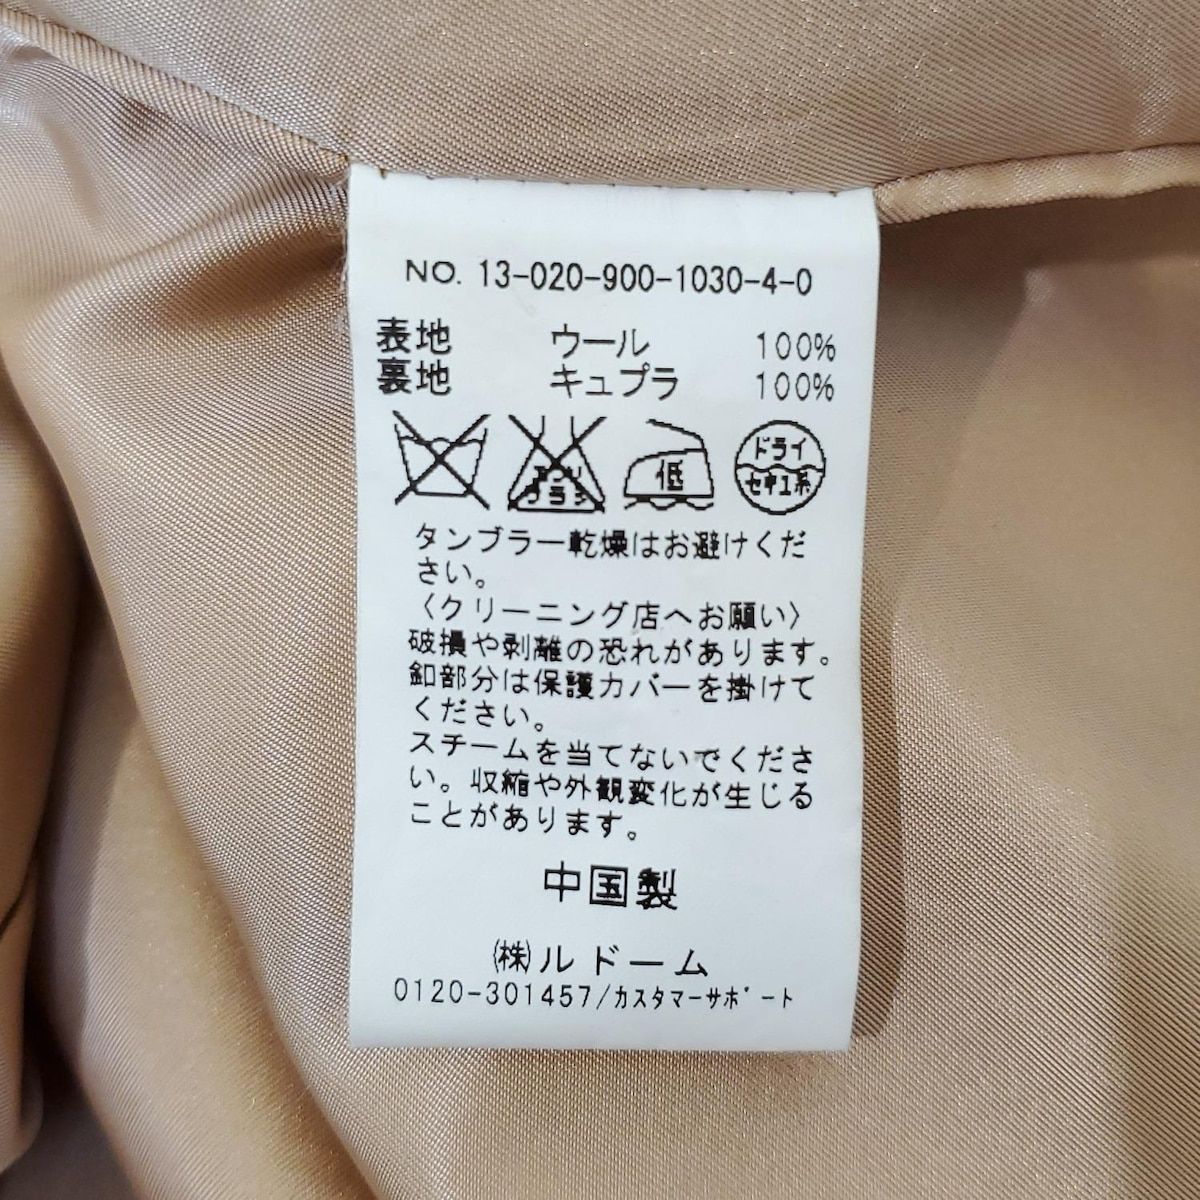 NO. 13-020-900-1030-4-0
表地 ウール 100%
裏地 キュプラ 100%
エンソ
フラシ
低
ドライ
セキユ系
タンブラー乾燥はお避けくだ
さい。
〈クリーニング店へお願い〉
破損や剥離の恐れがあります。
釦部分は保護カバーを掛けて
ください。
スチームを当てないでくださ
い。収縮や外観変化が生じる
ことがあります。
中国製
㈱ルドーム
0120-301457/カスタマーサポート